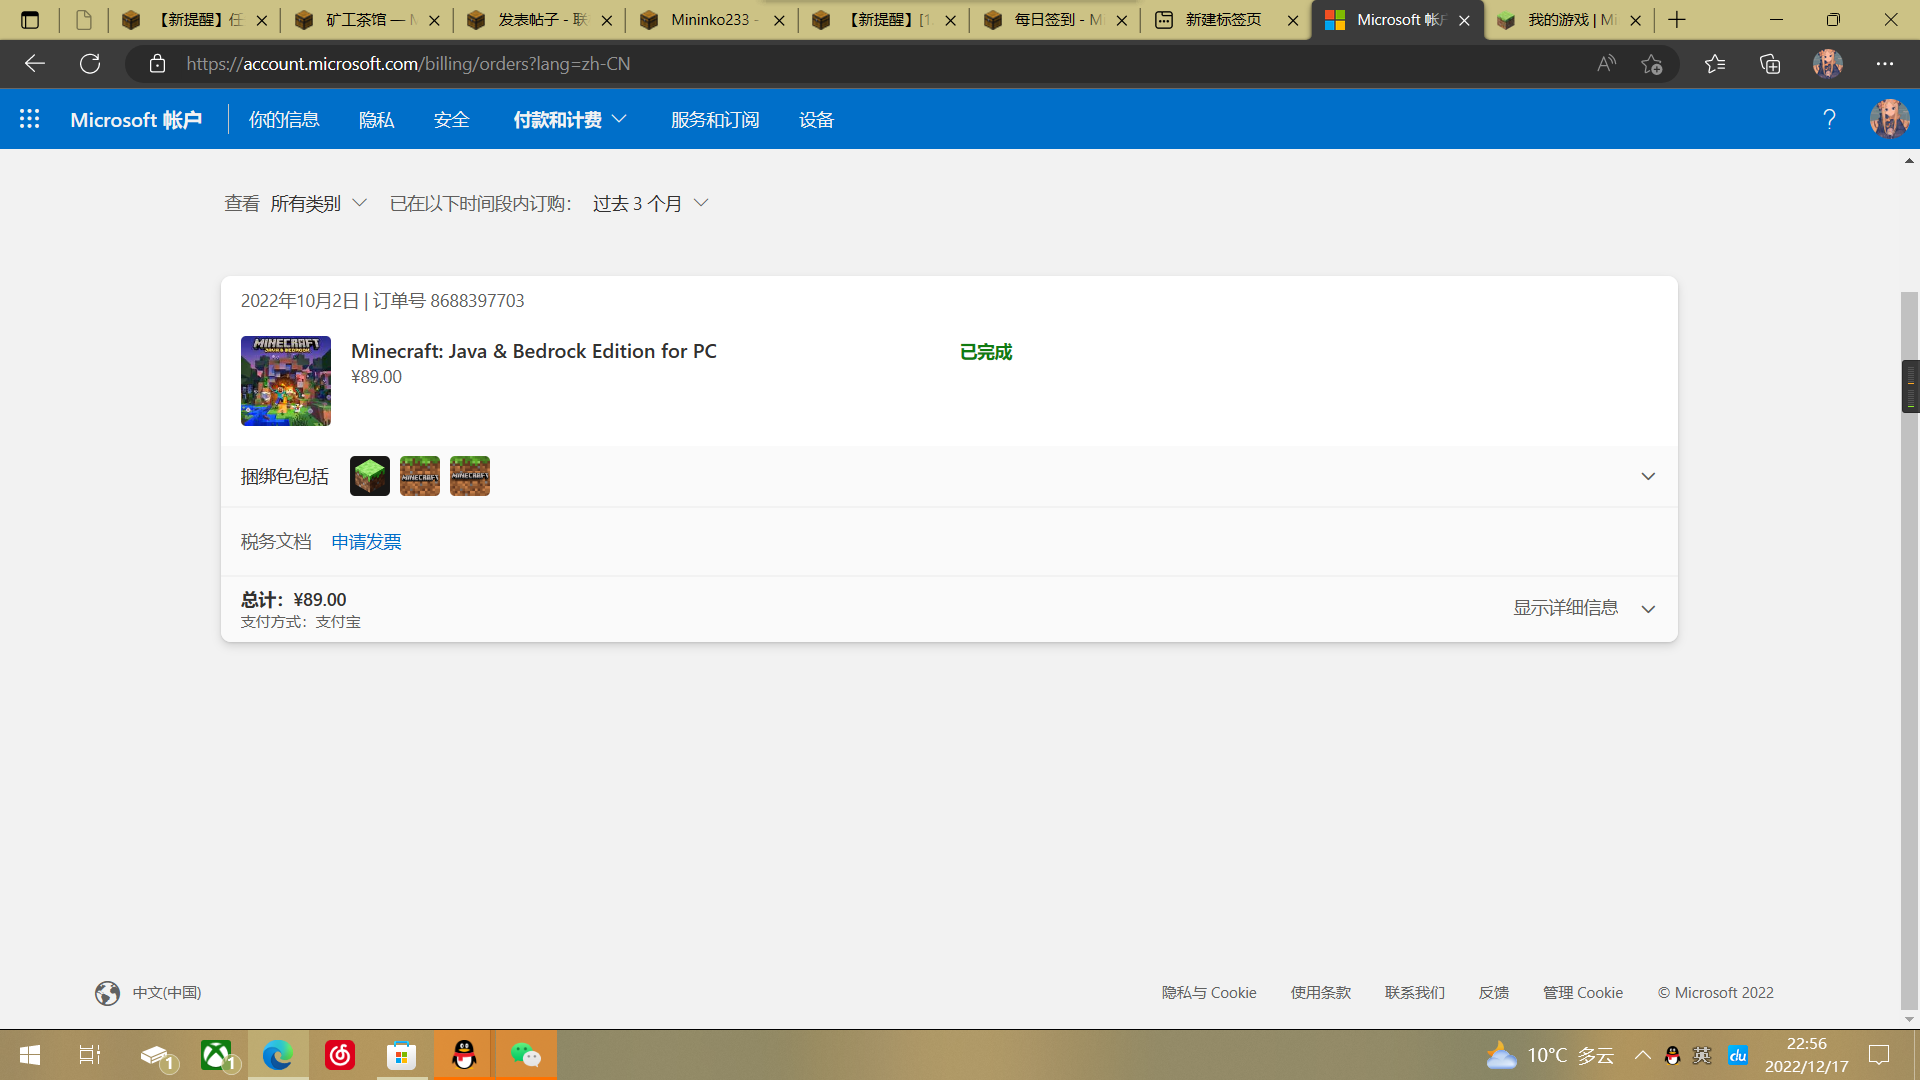 【新提醒】任
矿工茶馆 — M
发表帖子 - 联
Mininko233 -
【新提醒】[1
每日签到 - M
新建标签页
Microsoft 帐户
我的游戏 | Mi
https://account.microsoft.com/billing/orders?lang=zh-CN
Microsoft 帐户
你的信息
隐私
安全
付款和计费
服务和订阅
设备
?
查看 所有类别 已在以下时间段内订购： 过去 3 个月
2022年10月2日 | 订单号 8688397703
MINECRAFT
JAVA & BEDROCK
Minecraft: Java & Bedrock Edition for PC
已完成
¥89.00
捆绑包包括
MINECRAFT
MINECRAFT
税务文档 申请发票
总计：¥89.00
支付方式：支付宝
显示详细信息
中文(中国)
隐私与 Cookie
使用条款
联系我们
反馈
管理 Cookie
© Microsoft 2022
1
1
10°C 多云
英
du
22:56
2022/12/17